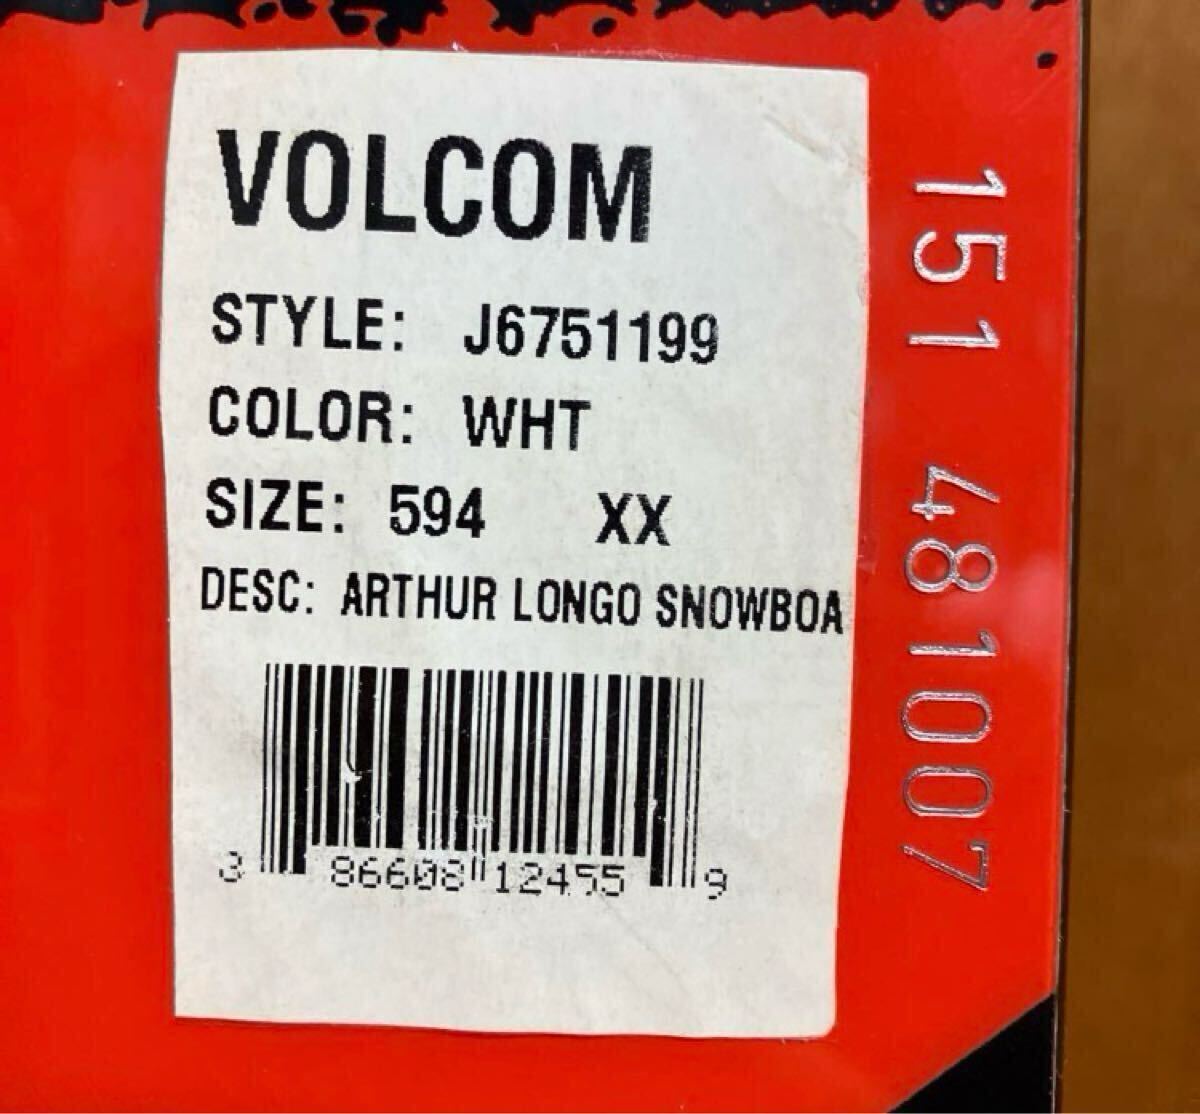 VOLCOM
STYLE: J6751199
COLOR: WHT
SIZE: 594 XX
DESC: ARTHUR LONGO SNOWBOA
3 86608 12455 9
151 481007